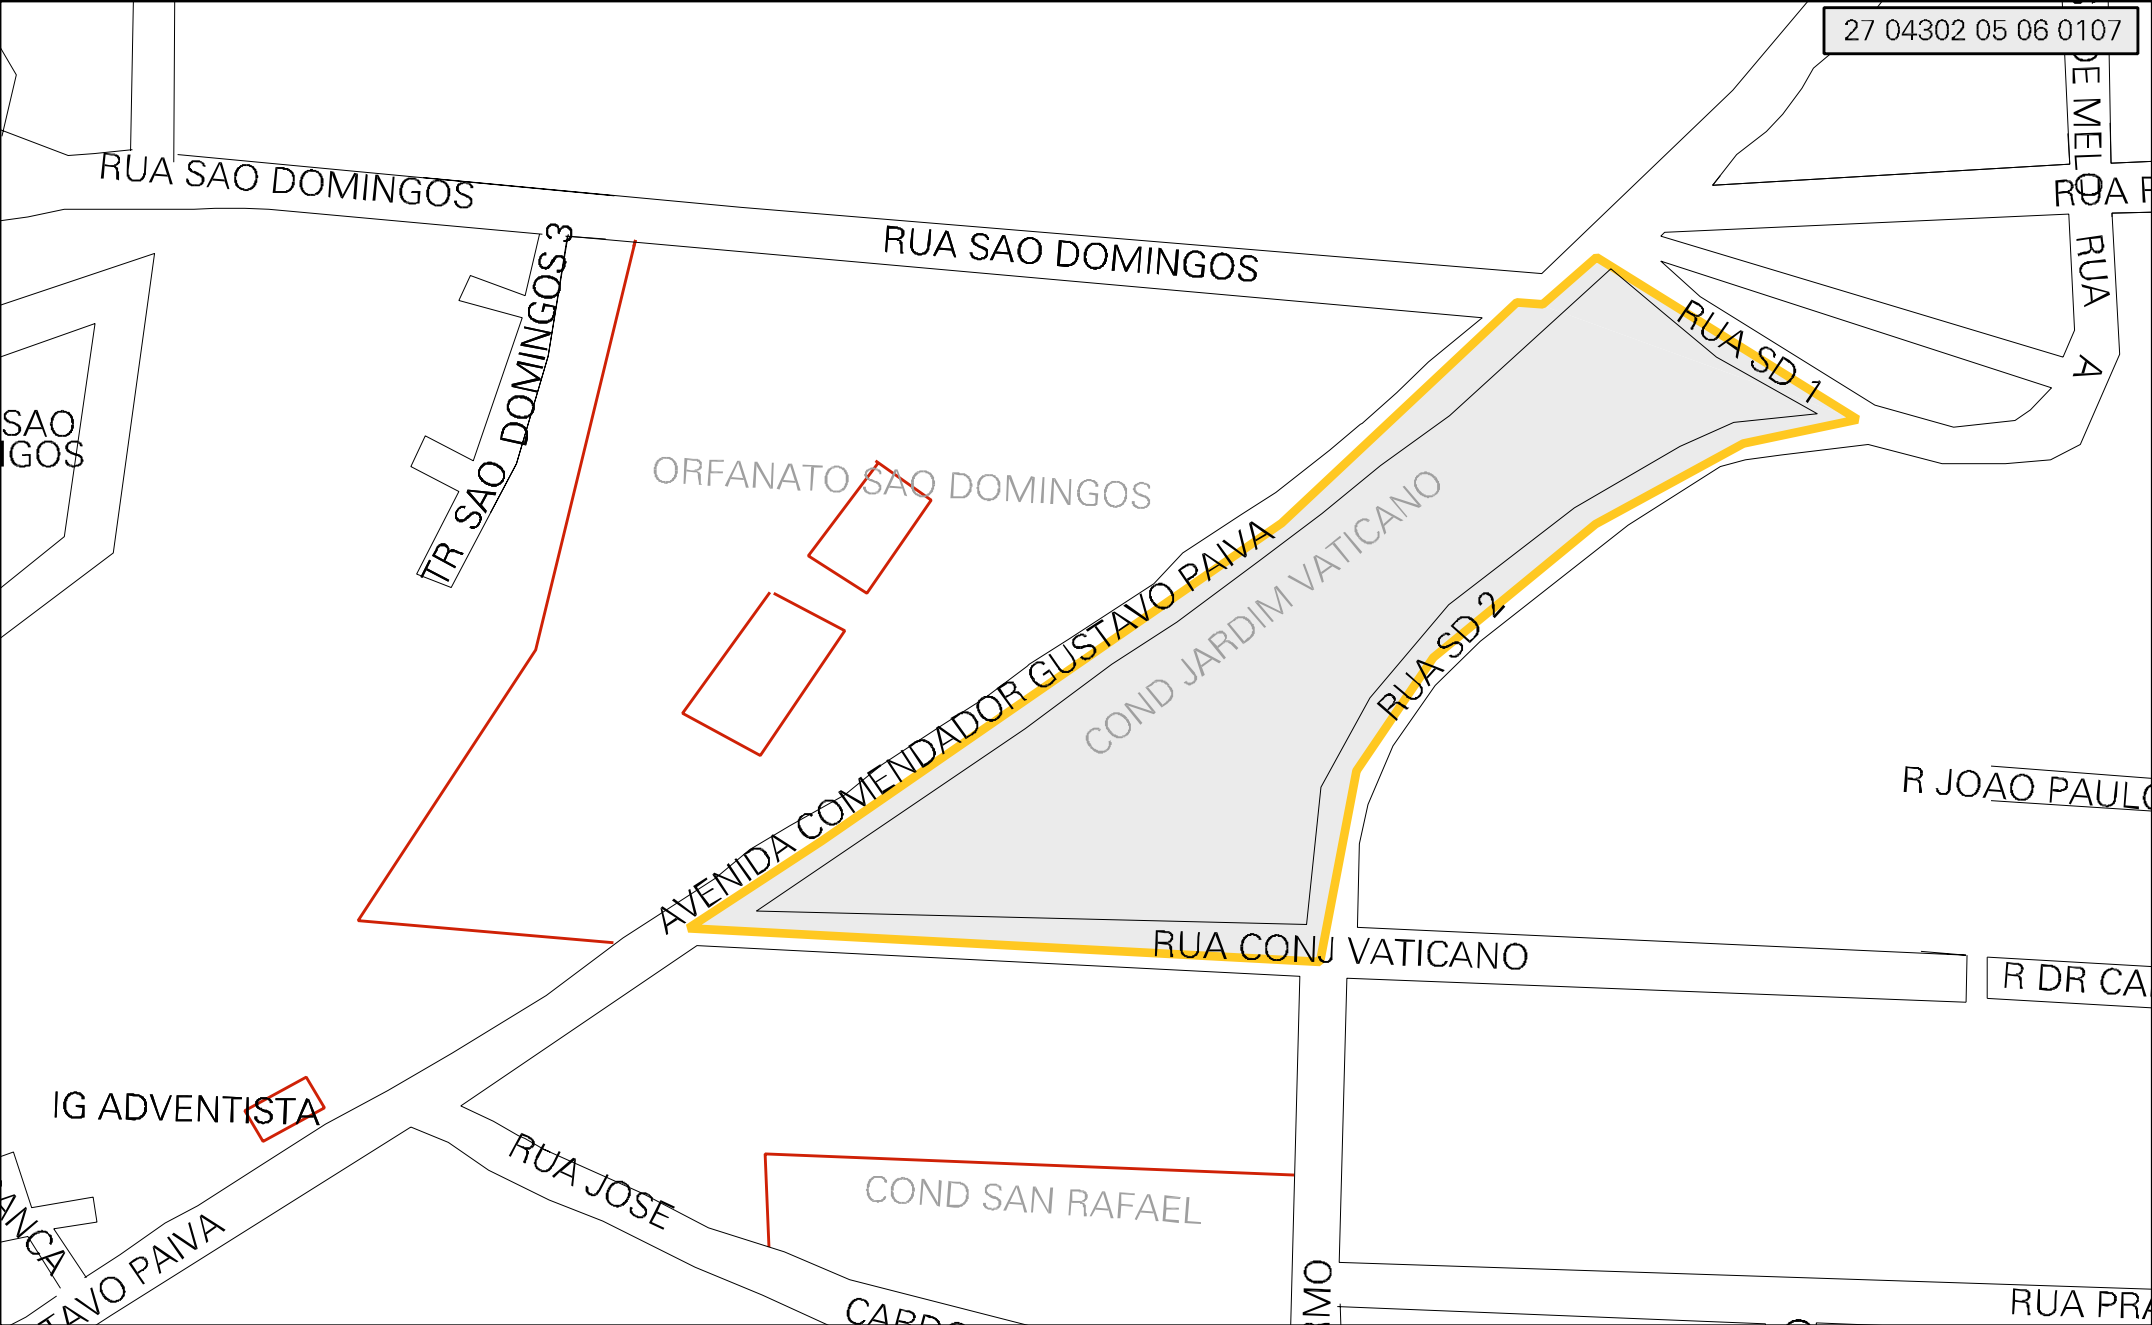 27 04302 05 06 0107
DE MELO
RUA SAO DOMINGOS
RUA
RUA SAO DOMINGOS
TR SAO DOMINGOS 3
RUA
A
RUA SD 1
SAO
ORFANATO SAO DOMINGOS
COND JARDIM VATICANO
AVENIDA COMENDADOR GUSTAVO PAIVA
RUA SD 2
R JOAO PAULO
RUA CONJ VATICANO
R DR CA
IG ADVENTISTA
RUA JOSE
COND SAN RAFAEL
TAVO PAIVA
RUA PRA